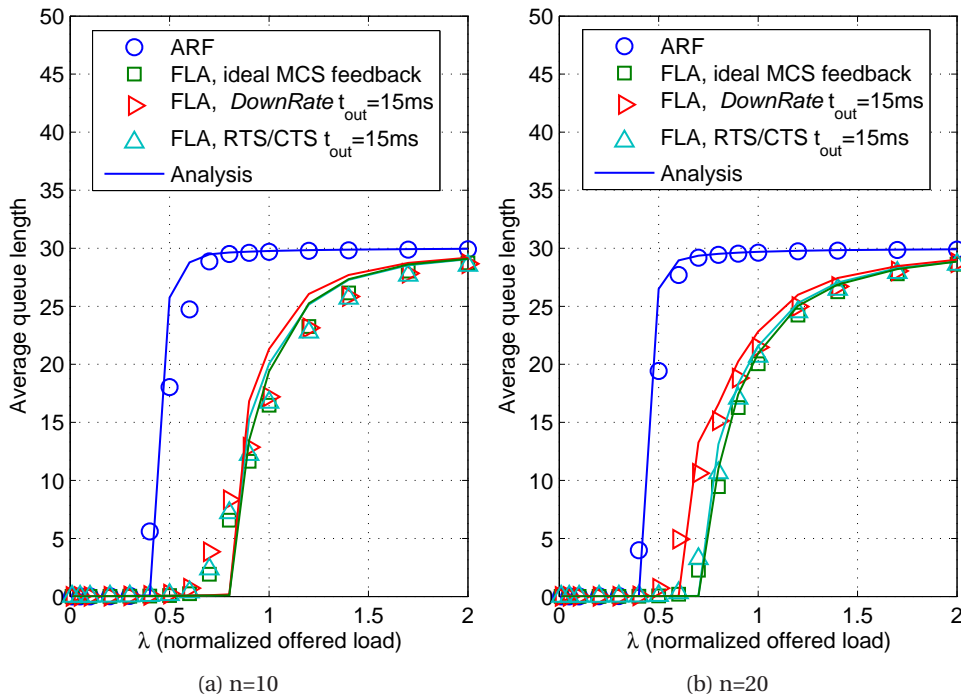 50
45
40
35
30
25
20
15
10
5
0
Average queue length
ARF
FLA, ideal MCS feedback
FLA, DownRate t_out=15ms
FLA, RTS/CTS t_out=15ms
Analysis
0 0.5 1 1.5 2
λ (normalized offered load)
(a) n=10
50
45
40
35
30
25
20
15
10
5
0
Average queue length
ARF
FLA, ideal MCS feedback
FLA, DownRate t_out=15ms
FLA, RTS/CTS t_out=15ms
Analysis
0 0.5 1 1.5 2
λ (normalized offered load)
(b) n=20